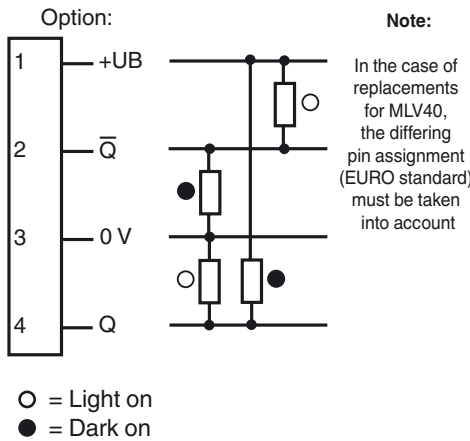 Option:
1 +UB
2 Q̅
3 0 V
4 Q
○ = Light on
● = Dark on
Note:
In the case of
replacements
for MLV40,
the differing
pin assignment
(EURO standard)
must be taken
into account